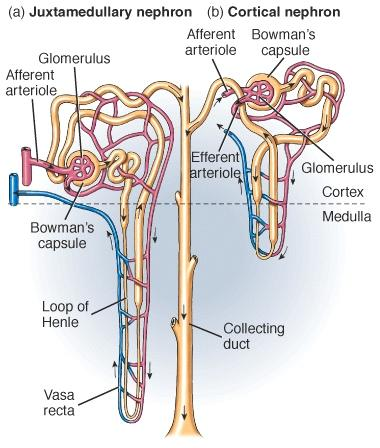 (a) Juxtamedullary nephron
(b) Cortical nephron
Glomerulus
Afferent
arteriole
Afferent
arteriole
Bowman's
capsule
Efferent
arteriole
Glomerulus
Cortex
Medulla
Bowman's
capsule
Loop of
Henle
Collecting
duct
Vasa
recta